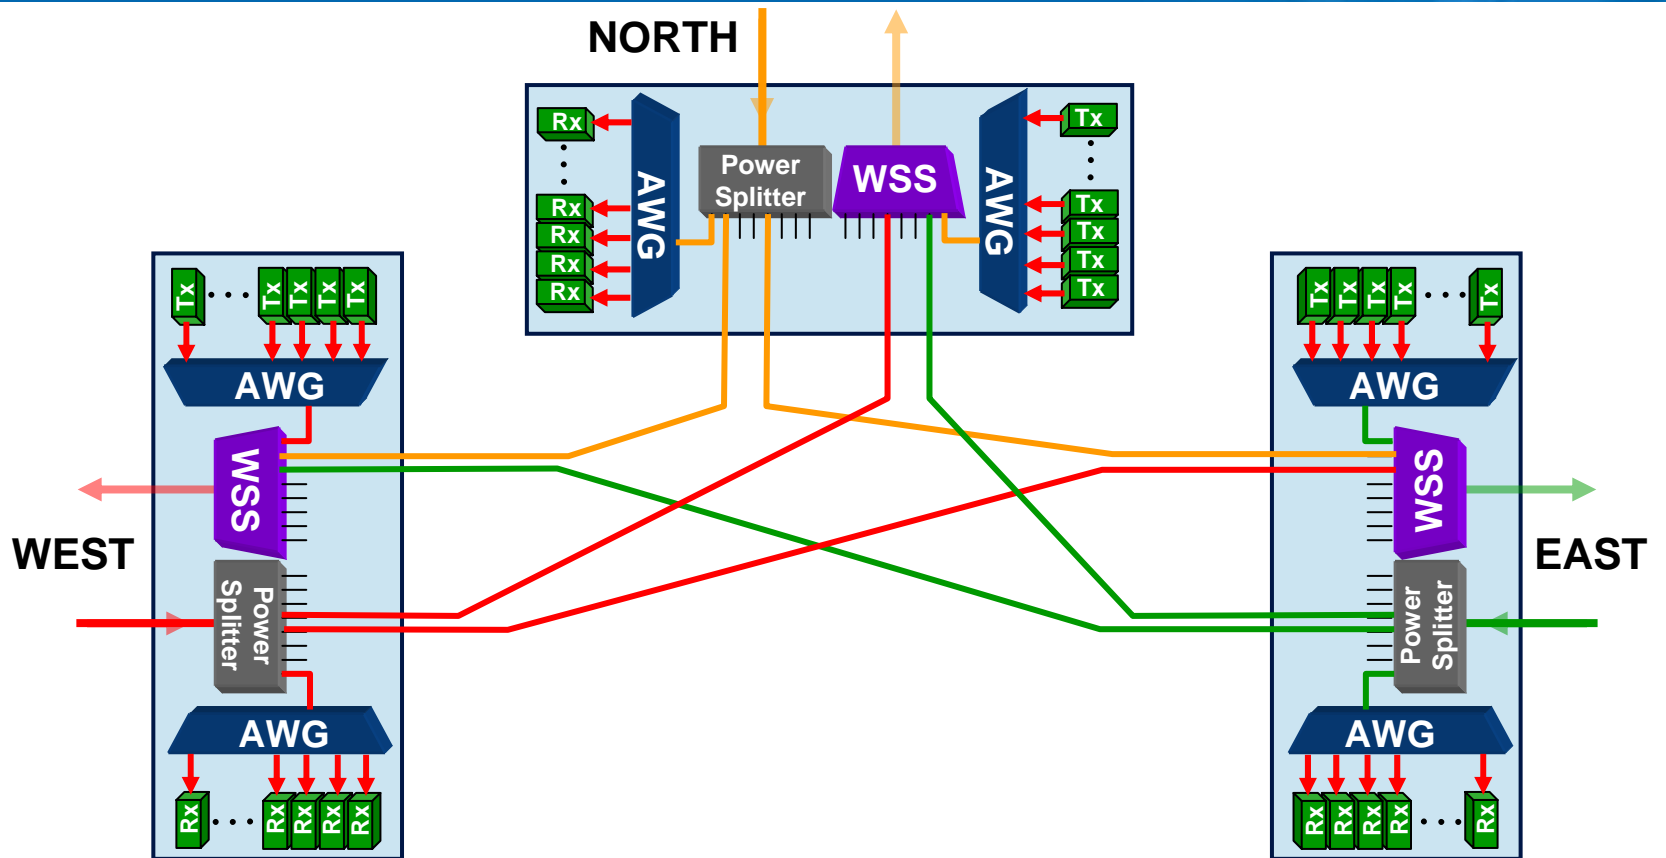 NORTH
Rx
Rx
Rx
Rx
Rx
AWG
Power
Splitter
WSS
AWG
Tx
Tx
Tx
Tx
Tx
Tx
Tx
Tx
Tx
Tx
AWG
WSS
WEST
Power
Splitter
AWG
Rx
Rx
Rx
Rx
Rx
Tx
Tx
Tx
Tx
Tx
AWG
WSS
EAST
Power
Splitter
AWG
Rx
Rx
Rx
Rx
Rx